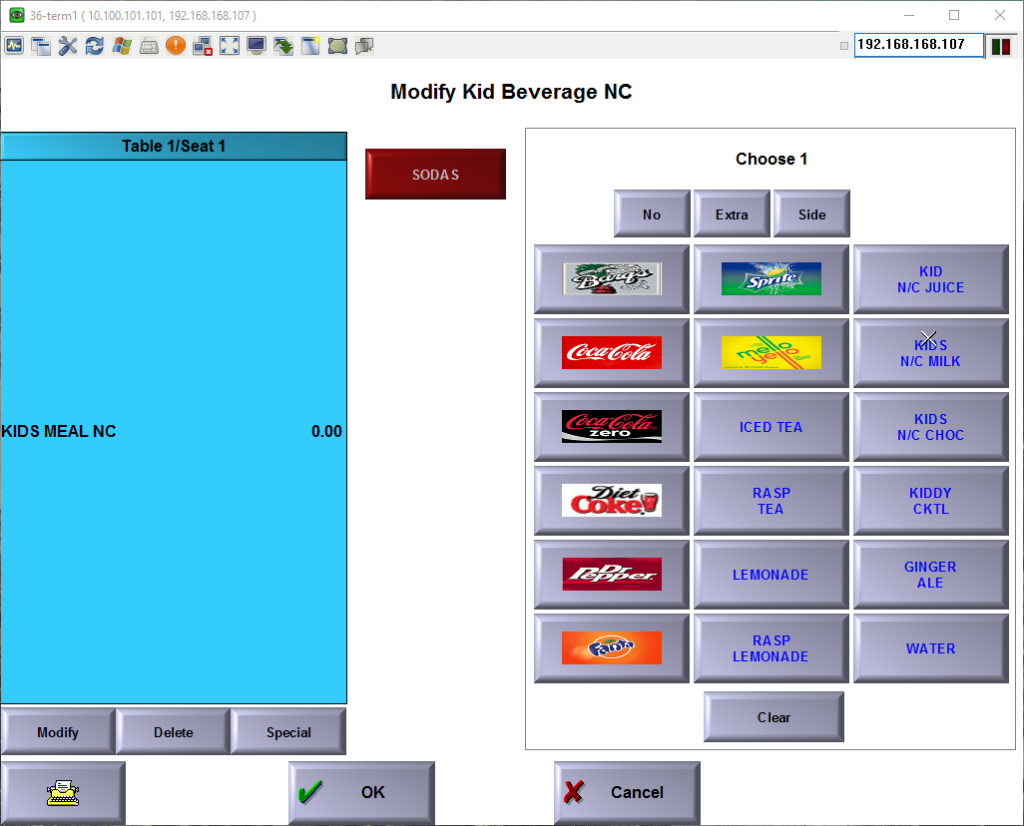 36-term1 ( 10.100.101.101, 192.168.168.107 )
192.168.168.107
Modify Kid Beverage NC
Table 1/Seat 1
SODAS
Choose 1
No
Extra
Side
Barq's
Sprite
KID
N/C JUICE
Coca-Cola
mello
yello
KIDS
N/C MILK
Coca-Cola
zero
ICED TEA
KIDS
N/C CHOC
KIDS MEAL NC 0.00
Diet
Coke
RASP
TEA
KIDDY
CKTL
Dr Pepper
LEMONADE
GINGER
ALE
Fanta
RASP
LEMONADE
WATER
Clear
Modify
Delete
Special
OK
Cancel